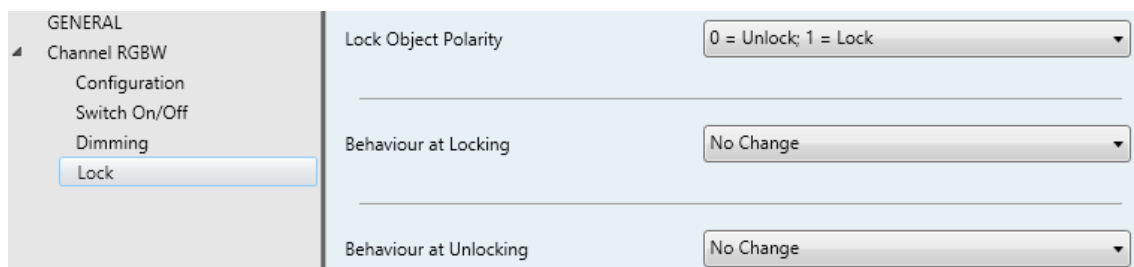 GENERAL
Channel RGBW
Configuration
Switch On/Off
Dimming
Lock
Lock Object Polarity
0 = Unlock; 1 = Lock
Behaviour at Locking
No Change
Behaviour at Unlocking
No Change